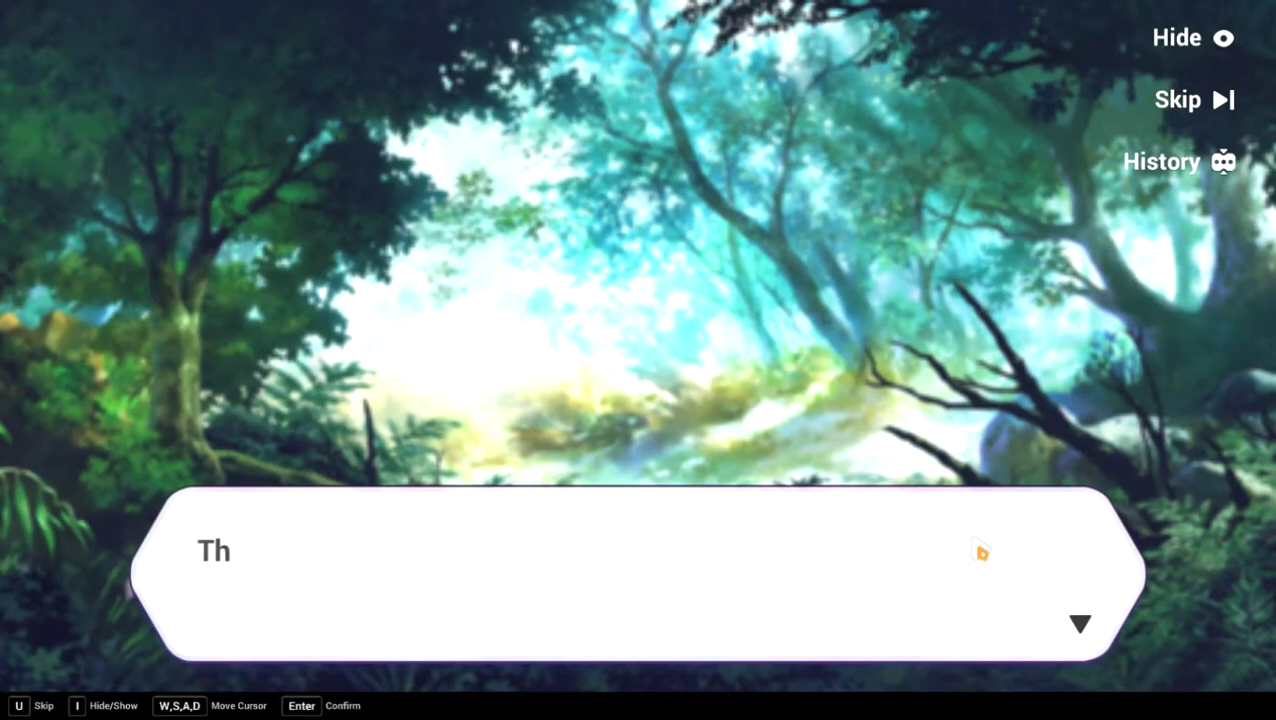 Hide
Skip
History
Th
U Skip I Hide/Show W,S,A,D Move Cursor Enter Confirm